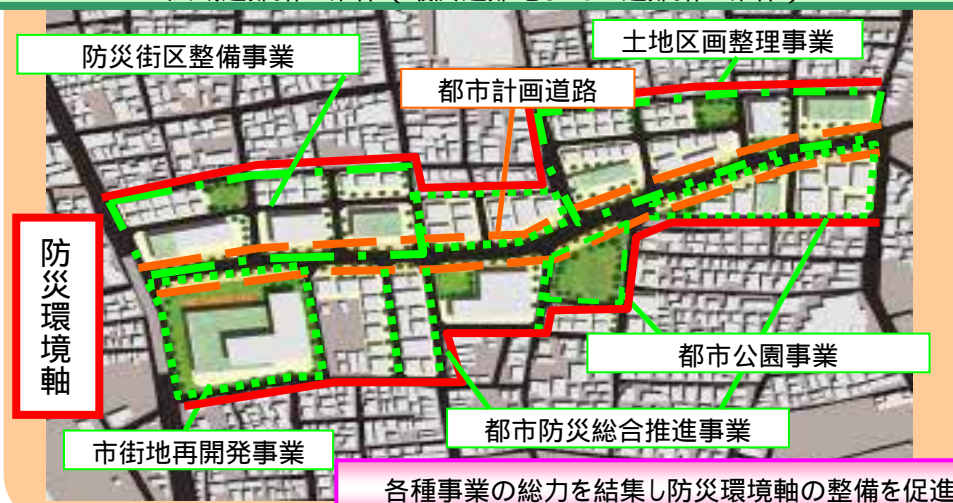 防災街区整備事業
土地区画整理事業
都市計画道路
防災環境軸
都市公園事業
都市防災総合推進事業
市街地再開発事業
各種事業の総力を結集し防災環境軸の整備を促進